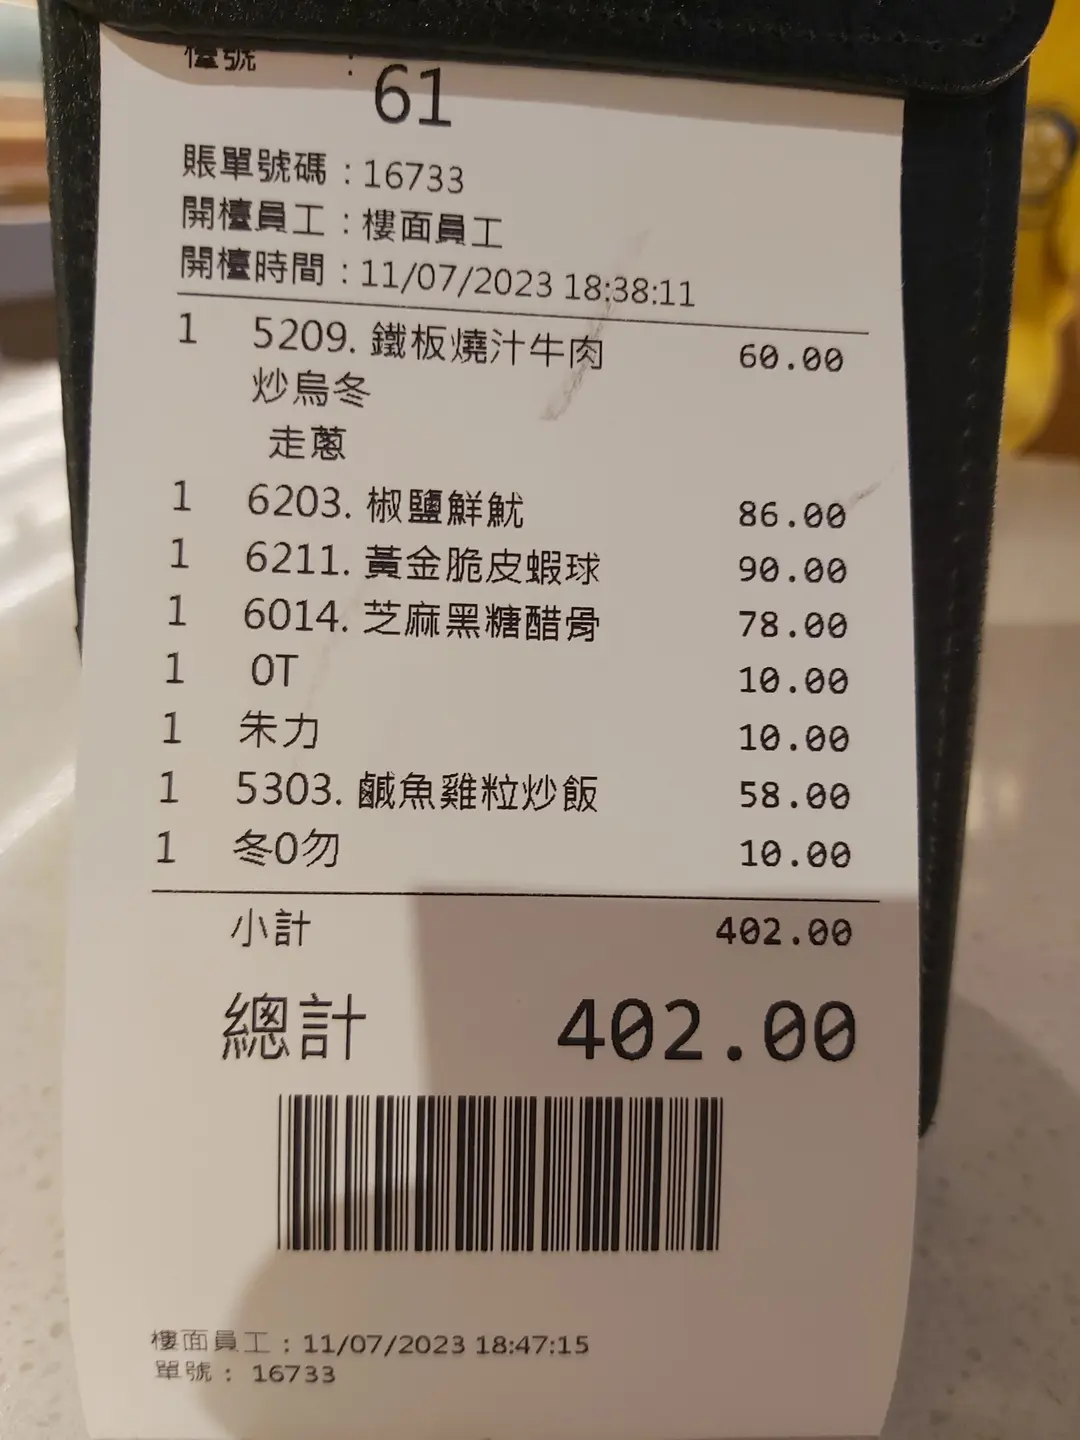 檯號 : 61
賬單號碼 : 16733
開檯員工 : 樓面員工
開檯時間 : 11/07/2023 18:38:11
1 5209. 鐵板燒汁牛肉 60.00
炒烏冬
走蔥
1 6203. 椒鹽鮮魷 86.00
1 6211. 黃金脆皮蝦球 90.00
1 6014. 芝麻黑糖醋骨 78.00
1 OT 10.00
1 朱力 10.00
1 5303. 鹹魚雞粒炒飯 58.00
1 冬0勿 10.00
小計 402.00
總計 402.00
樓面員工 : 11/07/2023 18:47:15
單號 : 16733